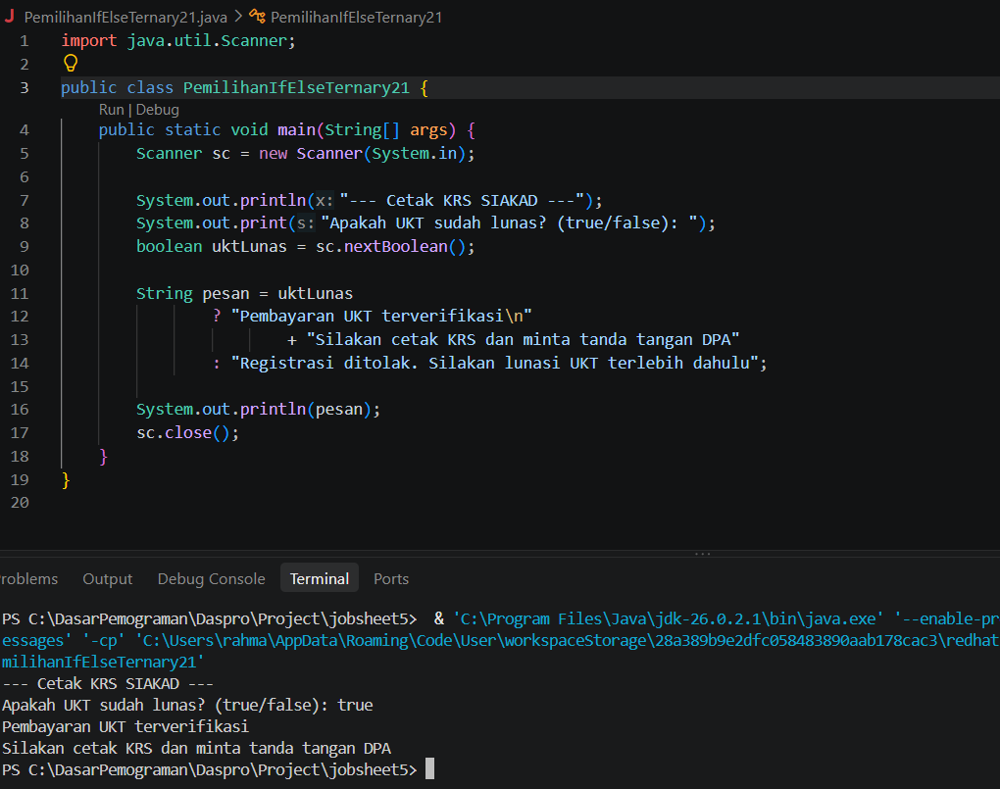 PemilihanIfElseTernary21.java > PemilihanIfElseTernary21
1 import java.util.Scanner;
2
3 public class PemilihanIfElseTernary21 {
Run | Debug
4 public static void main(String[] args) {
5 Scanner sc = new Scanner(System.in);
6
7 System.out.println(x: "--- Cetak KRS SIAKAD ---");
8 System.out.print(s: "Apakah UKT sudah lunas? (true/false): ");
9 boolean uktLunas = sc.nextBoolean();
10
11 String pesan = uktLunas
12 ? "Pembayaran UKT terverifikasi\n"
13 + "Silakan cetak KRS dan minta tanda tangan DPA"
14 : "Registrasi ditolak. Silakan lunasi UKT terlebih dahulu";
15
16 System.out.println(pesan);
17 sc.close();
18 }
19 }
20
roblems Output Debug Console Terminal Ports
PS C:\DasarPemograman\Daspro\Project\jobsheet5> & 'C:\Program Files\Java\jdk-26.0.2.1\bin\java.exe' '--enable-pr
essages' '-cp' 'C:\Users\rahma\AppData\Roaming\Code\User\workspaceStorage\28a389b9e2dfc058483890aab178cac3\redhat
milihanIfElseTernary21'
--- Cetak KRS SIAKAD ---
Apakah UKT sudah lunas? (true/false): true
Pembayaran UKT terverifikasi
Silakan cetak KRS dan minta tanda tangan DPA
PS C:\DasarPemograman\Daspro\Project\jobsheet5>